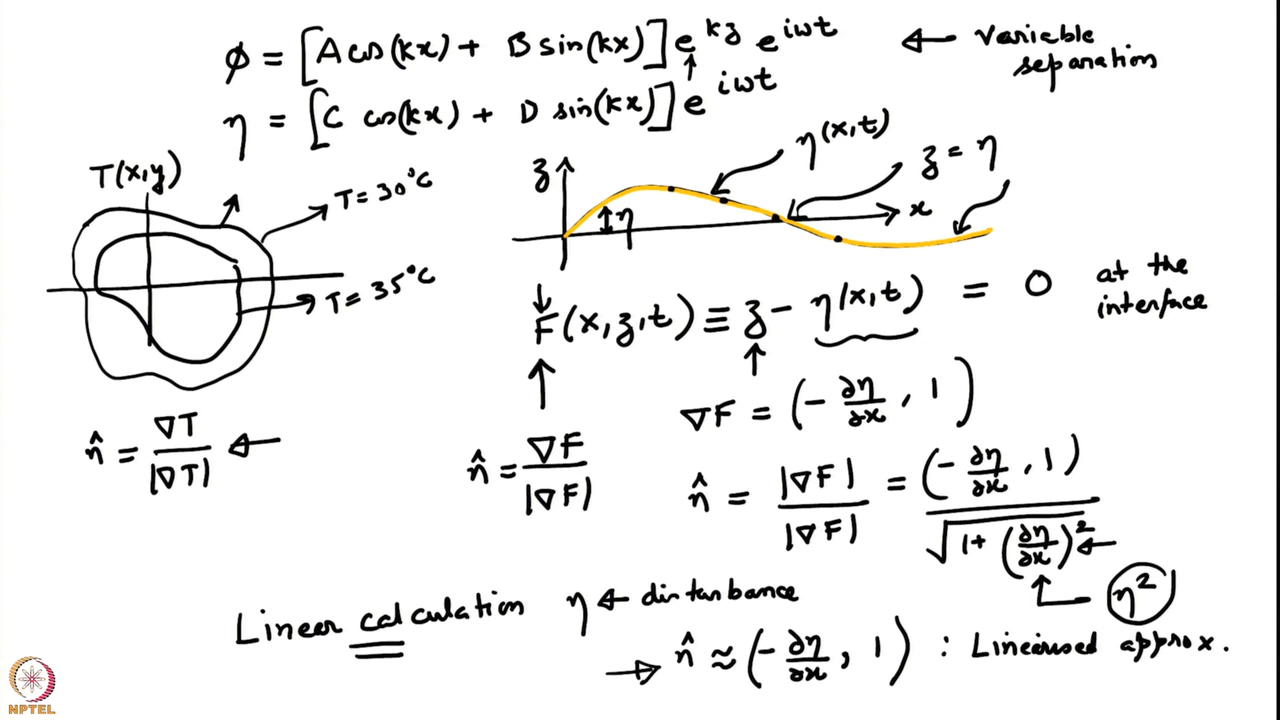 ϕ = [A cos(kx) + B sin(kx)] e^{kz} e^{iωt} ← variable separation
η = [C cos(kx) + D sin(kx)] e^{iωt}
T(x,y)
T = 30°C
T = 35°C
z
η(x,t)
z = η
x
η
F(x,z,t) ≡ z − η(x,t) = 0 at the interface
∇F = (−∂η/∂x, 1)
n̂ = ∇T/|∇T| ←
n̂ = ∇F/|∇F|
n̂ = |∇F|/|∇F| = (−∂η/∂x, 1)/√(1 + (∂η/∂x)²) ←
η²
Linear calculation η ← disturbance
→ n̂ ≈ (−∂η/∂x, 1) : Linearised approx.
NPTEL